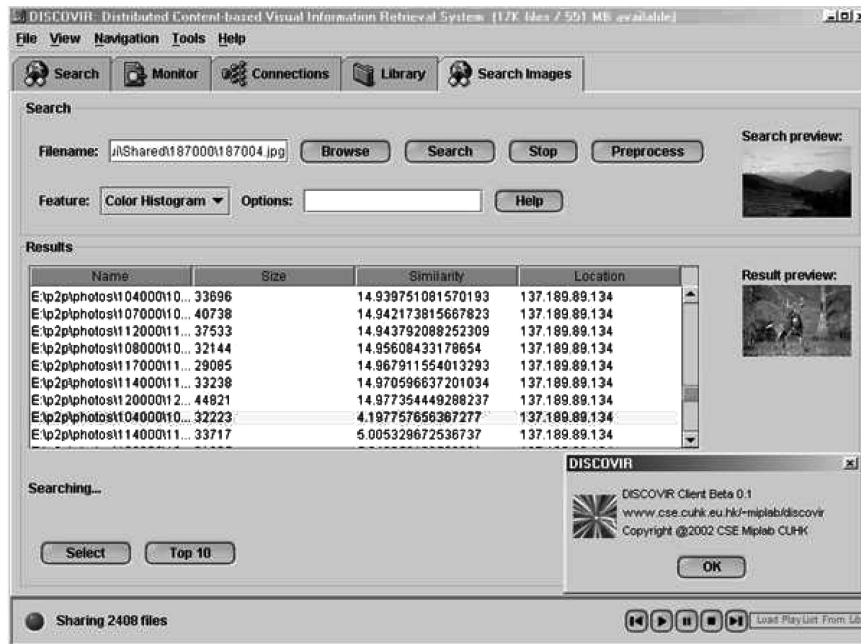 DISCOVIR: Distributed Content-based Visual Information Retrieval System [17K files / 551 MB available]
File View Navigation Tools Help
Search Monitor Connections Library Search Images
Search
Filename: Browse Search Stop Preprocess
\Shared\187000\187004.jpg
Search preview:
Feature: Color Histogram Options: Help
Results
Name Size Similarity Location
Result preview:
E:\p2p\photos\104000\10... 33696 14.939751081570193 137.189.89.134
E:\p2p\photos\107000\10... 40738 14.942173815667823 137.189.89.134
E:\p2p\photos\112000\11... 37533 14.943792088252309 137.189.89.134
E:\p2p\photos\108000\10... 32144 14.95608433178654 137.189.89.134
E:\p2p\photos\117000\11... 29085 14.967911554013293 137.189.89.134
E:\p2p\photos\114000\11... 33238 14.970596637201034 137.189.89.134
E:\p2p\photos\120000\12... 44821 14.977354449288237 137.189.89.134
E:\p2p\photos\104000\10... 32223 4.197757656367277 137.189.89.134
E:\p2p\photos\114000\11... 33717 5.005329672536737 137.189.89.134
Searching...
DISCOVIR
DISCOVIR Client Beta 0.1
www.cse.cuhk.eu.hk/~miplab/discovir
Copyright @2002 CSE Miplab CUHK
OK
Select Top 10
Sharing 2408 files
Load PlayList From Lib